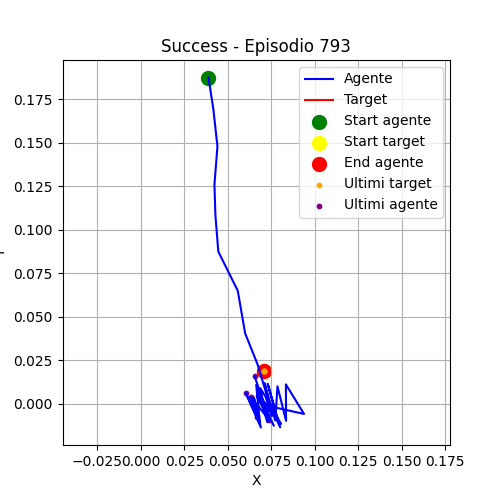 Success - Episodio 793
Agente
Target
Start agente
Start target
End agente
Ultimi target
Ultimi agente
0.175
0.150
0.125
0.100
0.075
0.050
0.025
0.000
−0.025 0.000 0.025 0.050 0.075 0.100 0.125 0.150 0.175
X